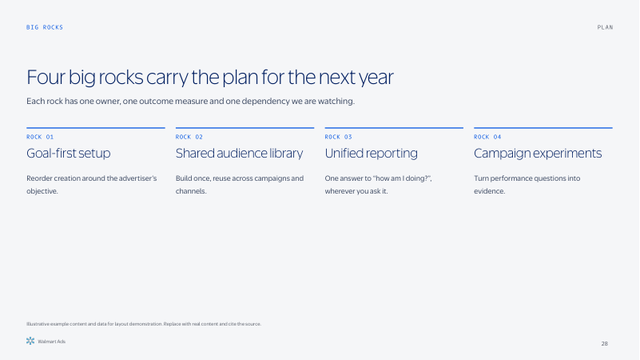 BIG ROCKS
PLAN
Four big rocks carry the plan for the next year
Each rock has one owner, one outcome measure and one dependency we are watching.
ROCK 01
Goal-first setup
Reorder creation around the advertiser's
objective.
ROCK 02
Shared audience library
Build once, reuse across campaigns and
channels.
ROCK 03
Unified reporting
One answer to "how am I doing?",
wherever you ask it.
ROCK 04
Campaign experiments
Turn performance questions into
evidence.
Illustrative example content and data for layout demonstration. Replace with real content and cite the source.
Walmart Ads
28